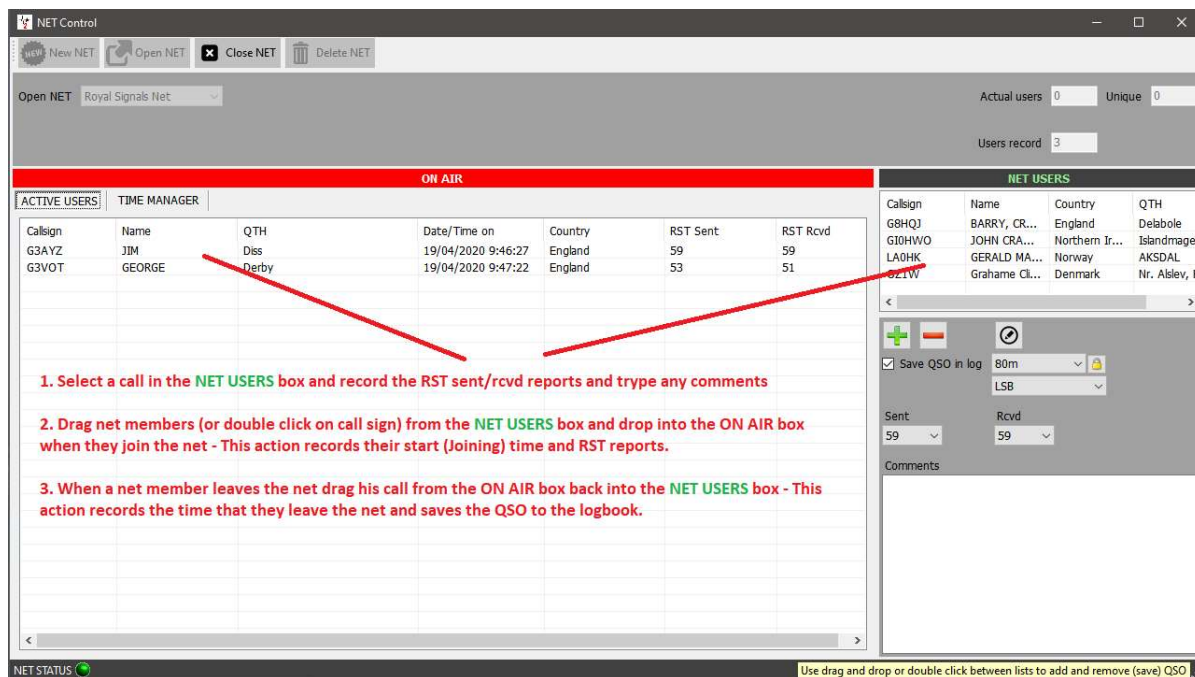 NET Control
New NET Open NET Close NET Delete NET
Open NET Royal Signals Net Actual users 0 Unique 0
Users record 3
ON AIR
ACTIVE USERS TIME MANAGER
Callsign Name QTH Date/Time on Country RST Sent RST Rcvd
G3AYZ JIM Diss 19/04/2020 9:46:27 England 59 59
G3VOT GEORGE Derby 19/04/2020 9:47:22 England 53 51
1. Select a call in the NET USERS box and record the RST sent/rcvd reports and trype any comments
2. Drag net members (or double click on call sign) from the NET USERS box and drop into the ON AIR box
when they join the net - This action records their start (Joining) time and RST reports.
3. When a net member leaves the net drag his call from the ON AIR box back into the NET USERS box - This
action records the time that they leave the net and saves the QSO to the logbook.
NET USERS
Callsign Name Country QTH
G8HQJ BARRY, CR... England Delabole
GI0HWO JOHN CRA... Northern Ir... Islandmage
LA0HK GERALD MA... Norway AKSDAL
OZ1W Grahame Cli... Denmark Nr. Alslev,
Save QSO in log 80m
LSB
Sent Rcvd
59 59
Comments
NET STATUS
Use drag and drop or double click between lists to add and remove (save) QSO